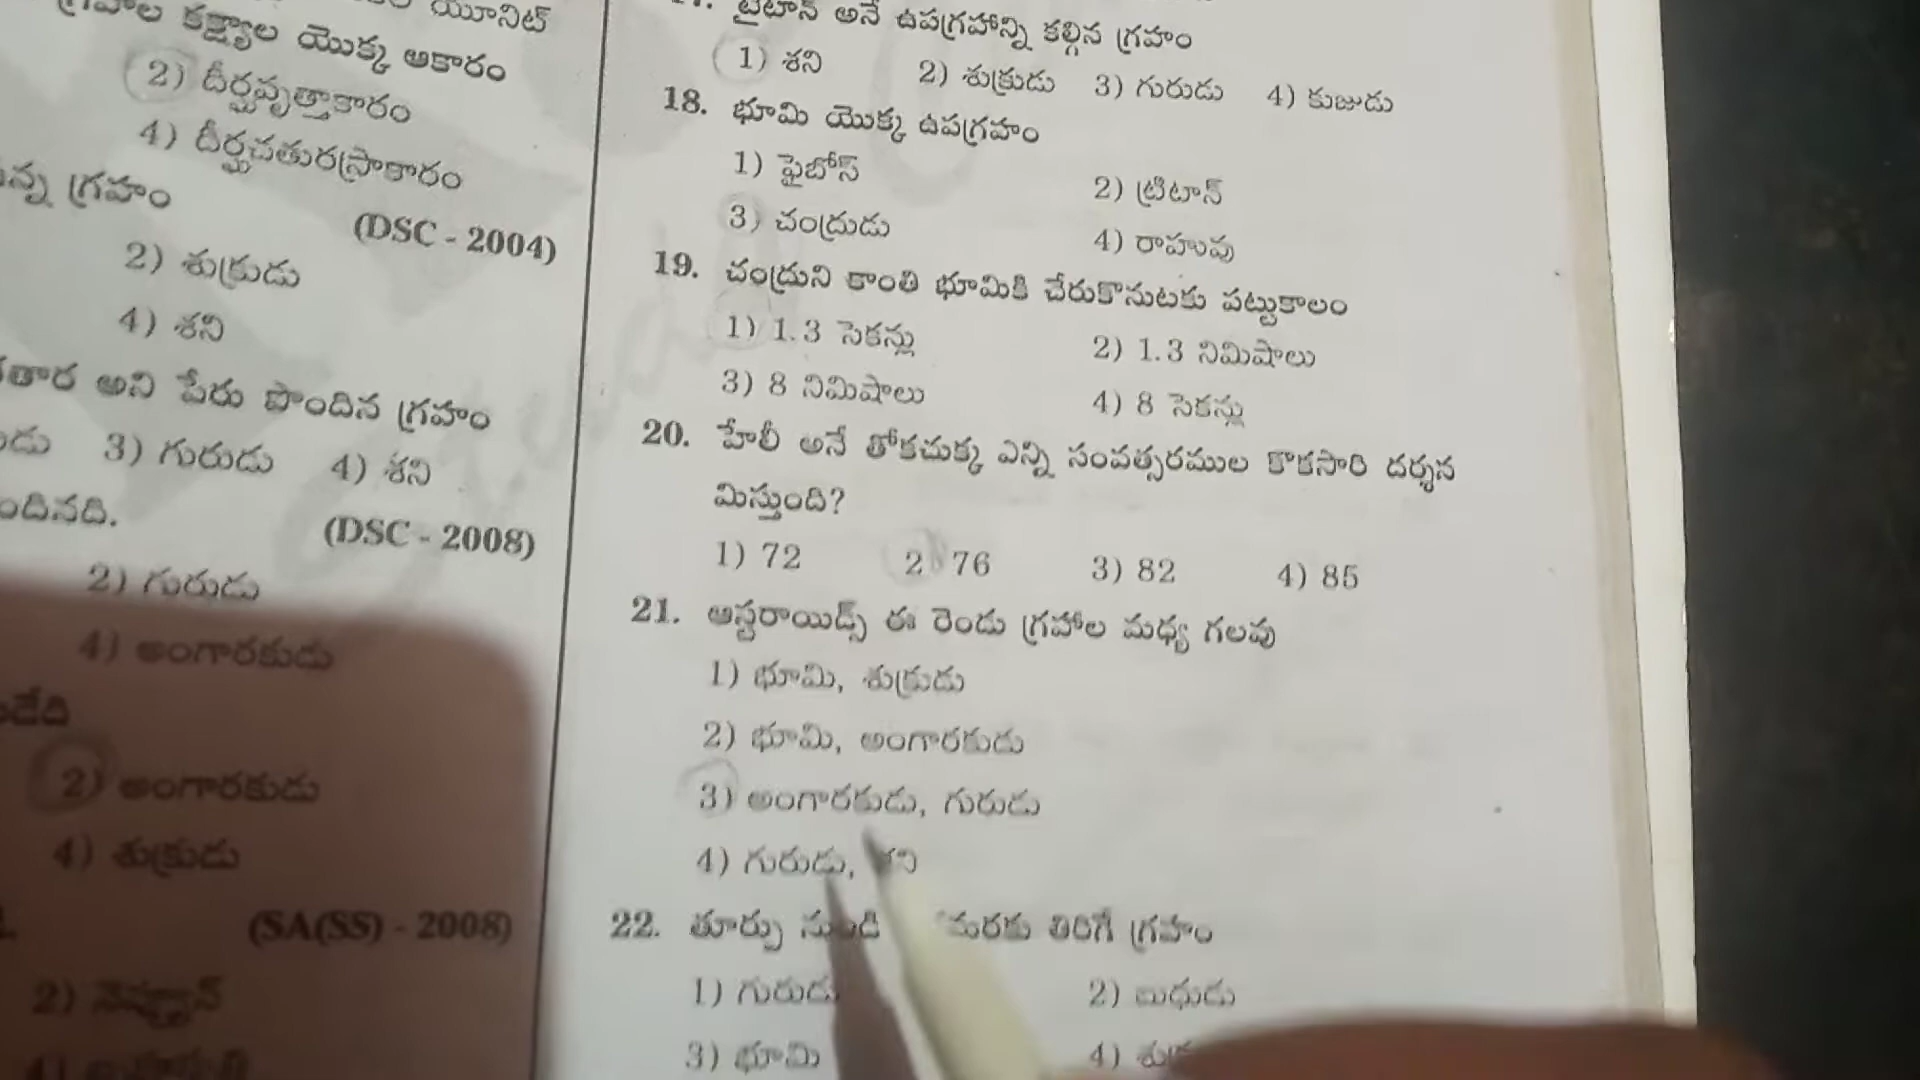 యూనిట్
గ్రహాల కక్ష్యాల యొక్క ఆకారం
2) దీర్ఘవృత్తాకారం
4) దీర్ఘచతురస్రాకారం
గ్రహం
(DSC - 2004)
2) శుక్రుడు
4) శని
అని పేరు పొందిన గ్రహం
3) గురుడు 4) శని
(DSC - 2008)
2) గురుడు
4) అంగారకుడు
2) అంగారకుడు
4) శుక్రుడు
(SA(SS) - 2008)
2) నెప్ట్యూన్
టైటాన్ అనే ఉపగ్రహాన్ని కల్గిన గ్రహం
1) శని 2) శుక్రుడు 3) గురుడు 4) కుజుడు
18. భూమి యొక్క ఉపగ్రహం
1) ఫైబోస్ 2) ట్రిటాన్
3) చంద్రుడు 4) రాహువు
19. చంద్రుని కాంతి భూమికి చేరుకొనుటకు పట్టుకాలం
1) 1.3 సెకన్లు 2) 1.3 నిమిషాలు
3) 8 నిమిషాలు 4) 8 సెకన్లు
20. హేలీ అనే తోకచుక్క ఎన్ని సంవత్సరముల కొకసారి దర్శన
మిస్తుంది?
1) 72 2) 76 3) 82 4) 85
21. ఆస్టరాయిడ్స్ ఈ రెండు గ్రహాల మధ్య గలవు
1) భూమి, శుక్రుడు
2) భూమి, అంగారకుడు
3) అంగారకుడు, గురుడు
4) గురుడు, శని
22. తూర్పు నుండి తిరిగే గ్రహం
1) గురుడు 2) బుధుడు
3) భూమి 4)